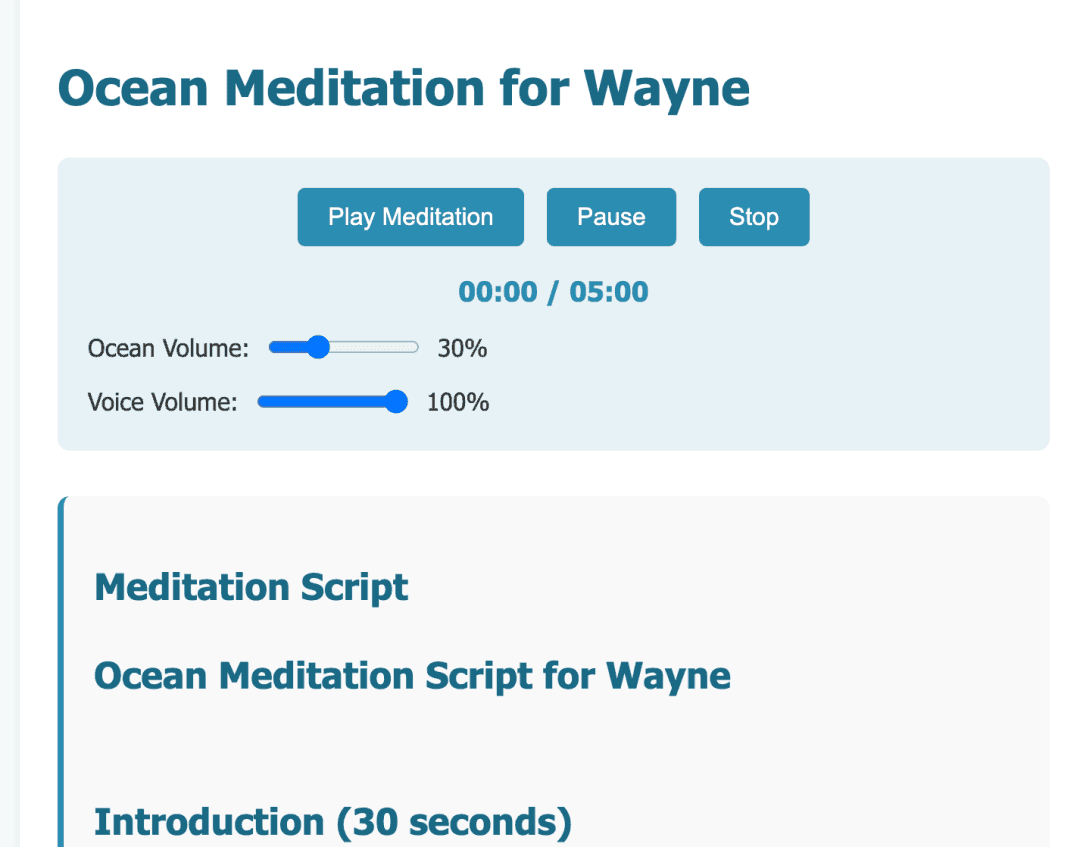 Ocean Meditation for Wayne
Play Meditation Pause Stop
00:00 / 05:00
Ocean Volume: 30%
Voice Volume: 100%
Meditation Script
Ocean Meditation Script for Wayne
Introduction (30 seconds)